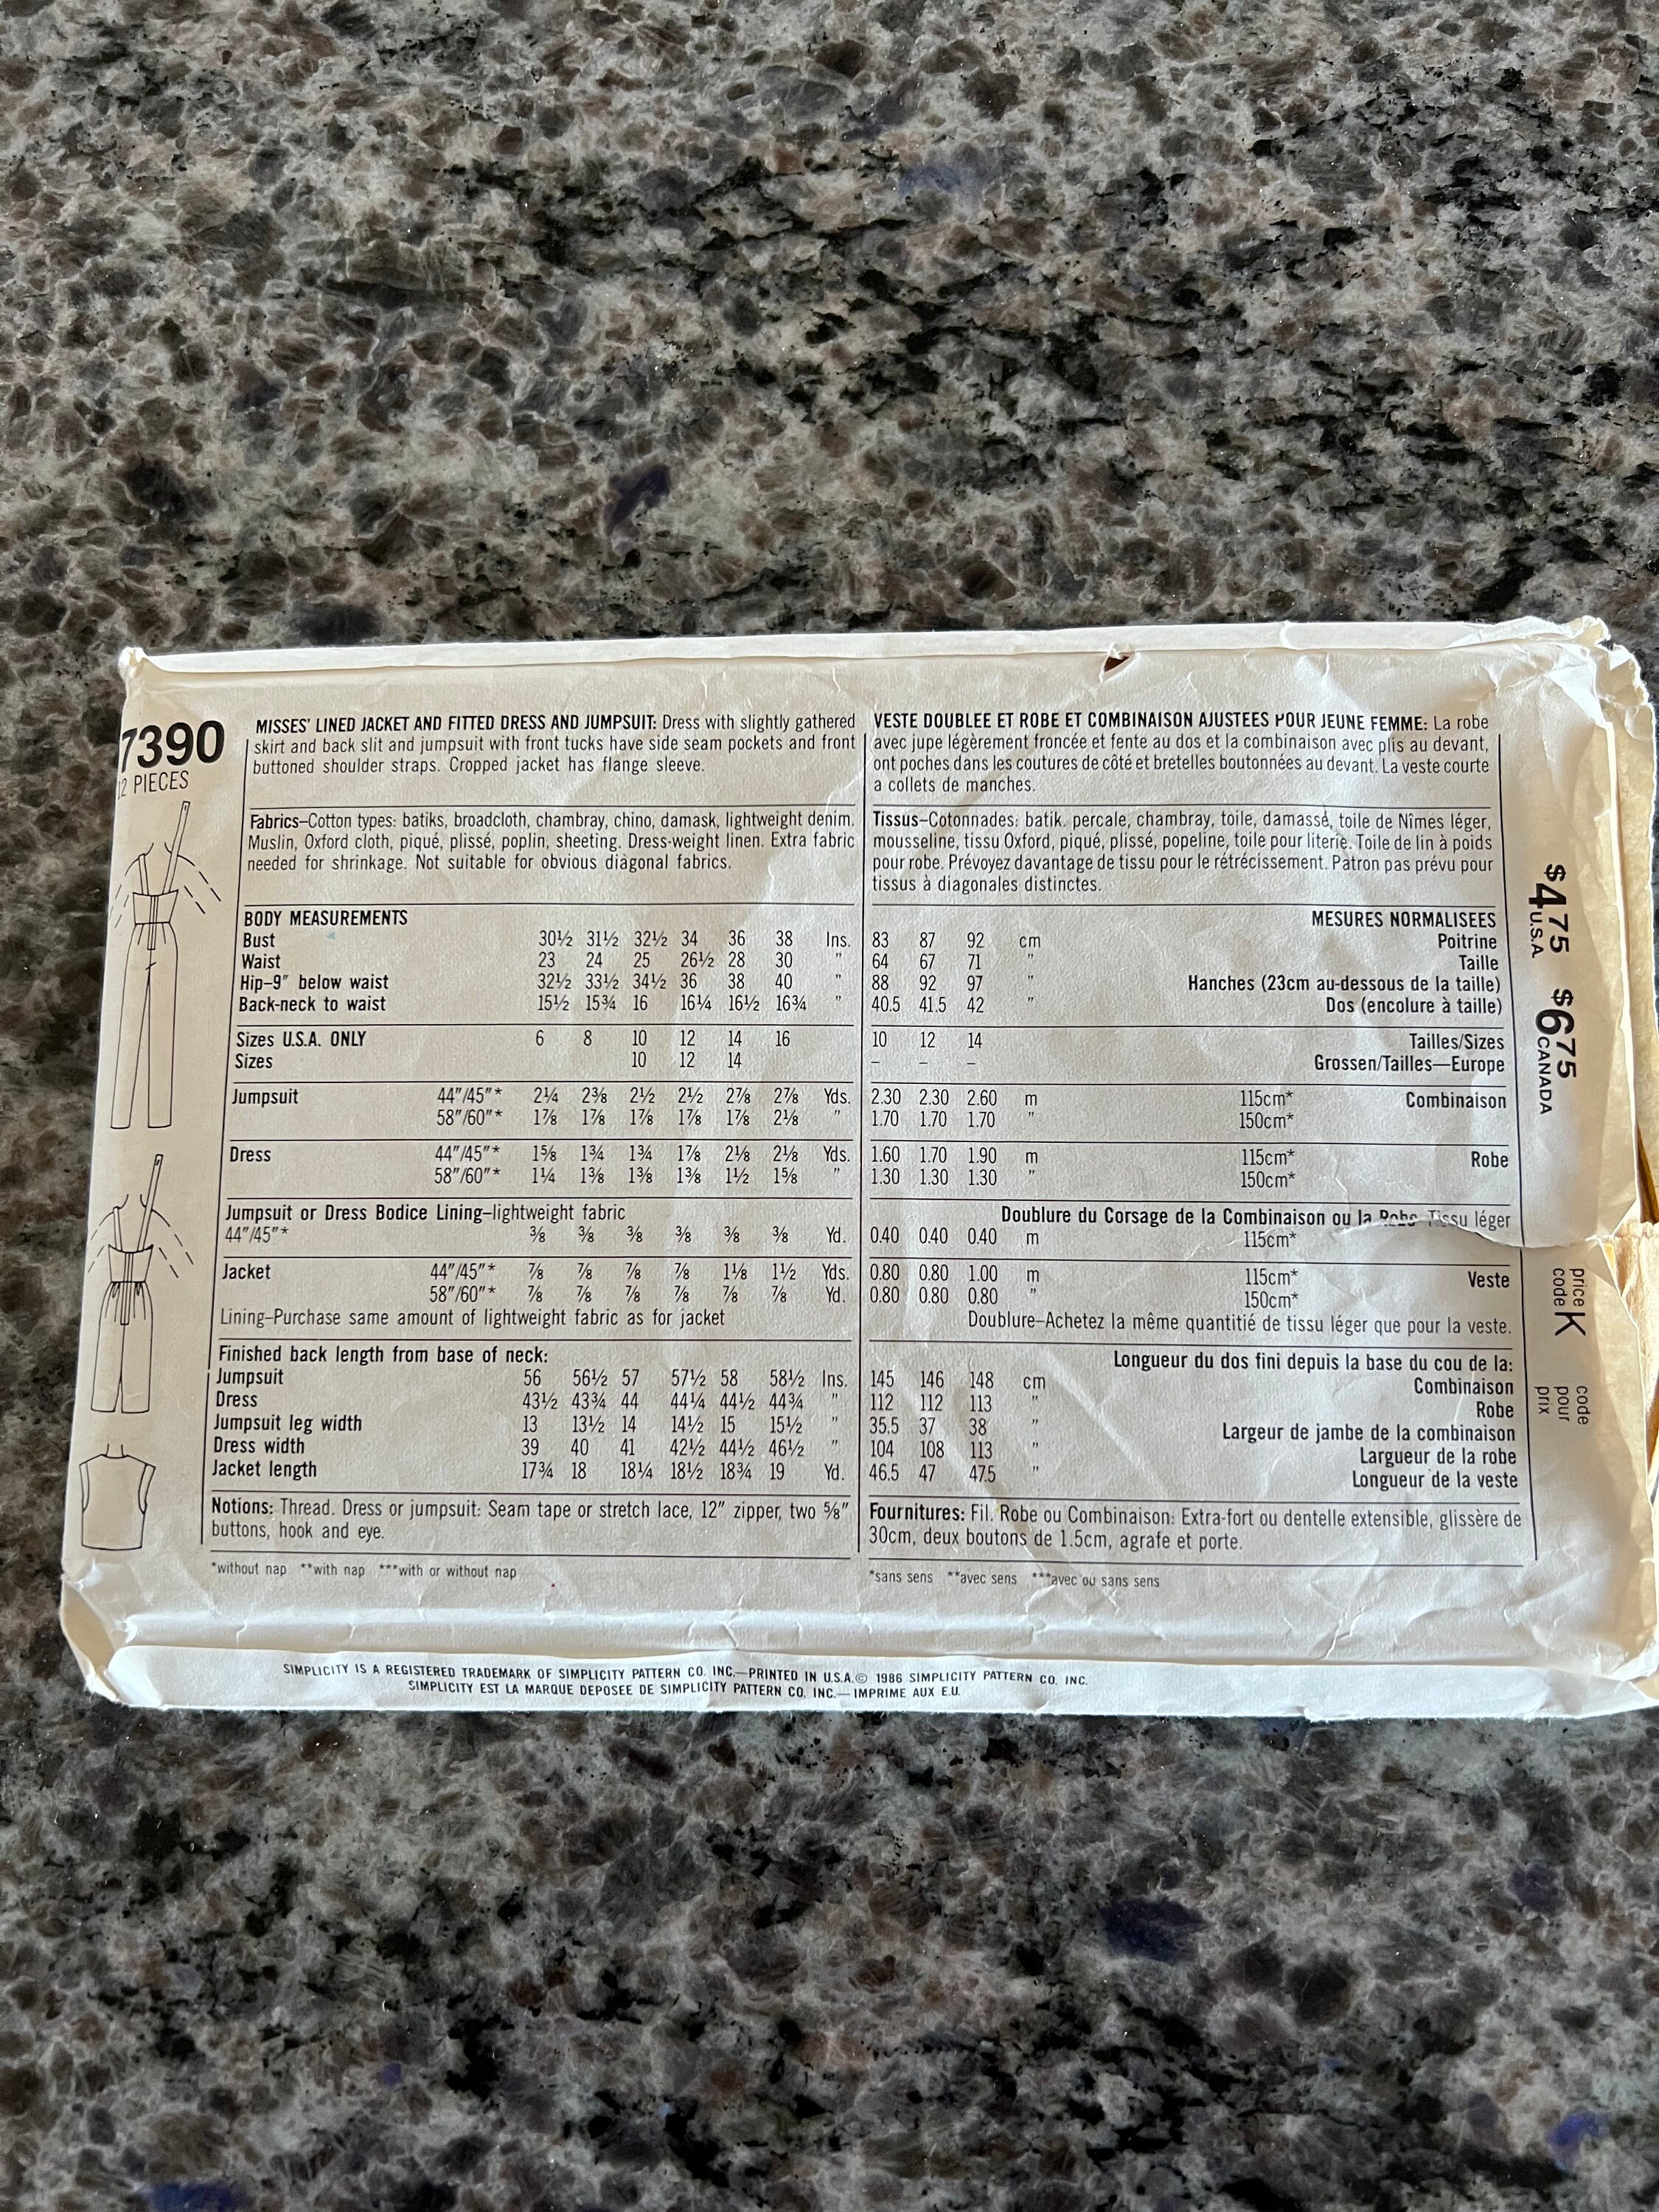 7390
12 PIECES
MISSES' LINED JACKET AND FITTED DRESS AND JUMPSUIT: Dress with slightly gathered
skirt and back slit and jumpsuit with front tucks have side seam pockets and front
buttoned shoulder straps. Cropped jacket has flange sleeve.
Fabrics–Cotton types: batiks, broadcloth, chambray, chino, damask, lightweight denim.
Muslin, Oxford cloth, piqué, plissé, poplin, sheeting. Dress-weight linen. Extra fabric
needed for shrinkage. Not suitable for obvious diagonal fabrics.
BODY MEASUREMENTS
Bust 30½ 31½ 32½ 34 36 38 Ins.
Waist 23 24 25 26½ 28 30 "
Hip–9" below waist 32½ 33½ 34½ 36 38 40 "
Back-neck to waist 15½ 15¾ 16 16¼ 16½ 16¾ "
Sizes U.S.A. ONLY 6 8 10 12 14 16
Sizes 10 12 14
Jumpsuit 44"/45"* 2¼ 2⅜ 2½ 2½ 2⅞ 2⅞ Yds.
58"/60"* 1⅞ 1⅞ 1⅞ 1⅞ 1⅞ 2⅛ "
Dress 44"/45"* 1⅝ 1¾ 1¾ 1⅞ 2⅛ 2⅛ Yds.
58"/60"* 1¼ 1⅜ 1⅜ 1⅜ 1½ 1⅝ "
Jumpsuit or Dress Bodice Lining–lightweight fabric
44"/45"* ⅜ ⅜ ⅜ ⅜ ⅜ ⅜ Yd.
Jacket 44"/45"* ⅞ ⅞ ⅞ ⅞ 1⅛ 1½ Yds.
58"/60"* ⅞ ⅞ ⅞ ⅞ ⅞ ⅞ Yd.
Lining–Purchase same amount of lightweight fabric as for jacket
Finished back length from base of neck:
Jumpsuit 56 56½ 57 57½ 58 58½ Ins.
Dress 43½ 43¾ 44 44¼ 44½ 44¾ "
Jumpsuit leg width 13 13½ 14 14½ 15 15½ "
Dress width 39 40 41 42½ 44½ 46½ "
Jacket length 17¾ 18 18¼ 18½ 18¾ 19 Yd.
Notions: Thread. Dress or jumpsuit: Seam tape or stretch lace, 12" zipper, two ⅝"
buttons, hook and eye.
*without nap **with nap ***with or without nap
VESTE DOUBLEE ET ROBE ET COMBINAISON AJUSTEES POUR JEUNE FEMME: La robe
avec jupe légèrement froncée et fente au dos et la combinaison avec plis au devant,
ont poches dans les coutures de côté et bretelles boutonnées au devant. La veste courte
a collets de manches.
Tissus–Cotonnades: batik, percale, chambray, toile, damassé, toile de Nîmes léger,
mousseline, tissu Oxford, piqué, plissé, popeline, toile pour literie. Toile de lin à poids
pour robe. Prévoyez davantage de tissu pour le rétrécissement. Patron pas prévu pour
tissus à diagonales distinctes.
MESURES NORMALISEES
83 87 92 cm Poitrine
64 67 71 " Taille
88 92 97 " Hanches (23cm au-dessous de la taille)
40.5 41.5 42 " Dos (encolure à taille)
10 12 14 Tailles/Sizes
– – – Grossen/Tailles—Europe
2.30 2.30 2.60 m 115cm* Combinaison
1.70 1.70 1.70 " 150cm*
1.60 1.70 1.90 m 115cm* Robe
1.30 1.30 1.30 " 150cm*
Doublure du Corsage de la Combinaison ou la Robe Tissu léger
0.40 0.40 0.40 m 115cm*
0.80 0.80 1.00 m 115cm* Veste
0.80 0.80 0.80 " 150cm*
Doublure–Achetez la même quantitié de tissu léger que pour la veste.
Longueur du dos fini depuis la base du cou de la:
145 146 148 cm Combinaison
112 112 113 " Robe
35.5 37 38 " Largeur de jambe de la combinaison
104 108 113 " Largueur de la robe
46.5 47 47.5 " Longueur de la veste
Fournitures: Fil. Robe ou Combinaison: Extra-fort ou dentelle extensible, glissère de
30cm, deux boutons de 1.5cm, agrafe et porte.
*sans sens **avec sens ***avec ou sans sens
$4.75 U.S.A. $6.75 CANADA
price code K
code pour prix
SIMPLICITY IS A REGISTERED TRADEMARK OF SIMPLICITY PATTERN CO. INC.—PRINTED IN U.S.A.© 1986 SIMPLICITY PATTERN CO. INC.
SIMPLICITY EST LA MARQUE DEPOSEE DE SIMPLICITY PATTERN CO. INC.— IMPRIME AUX E.U.